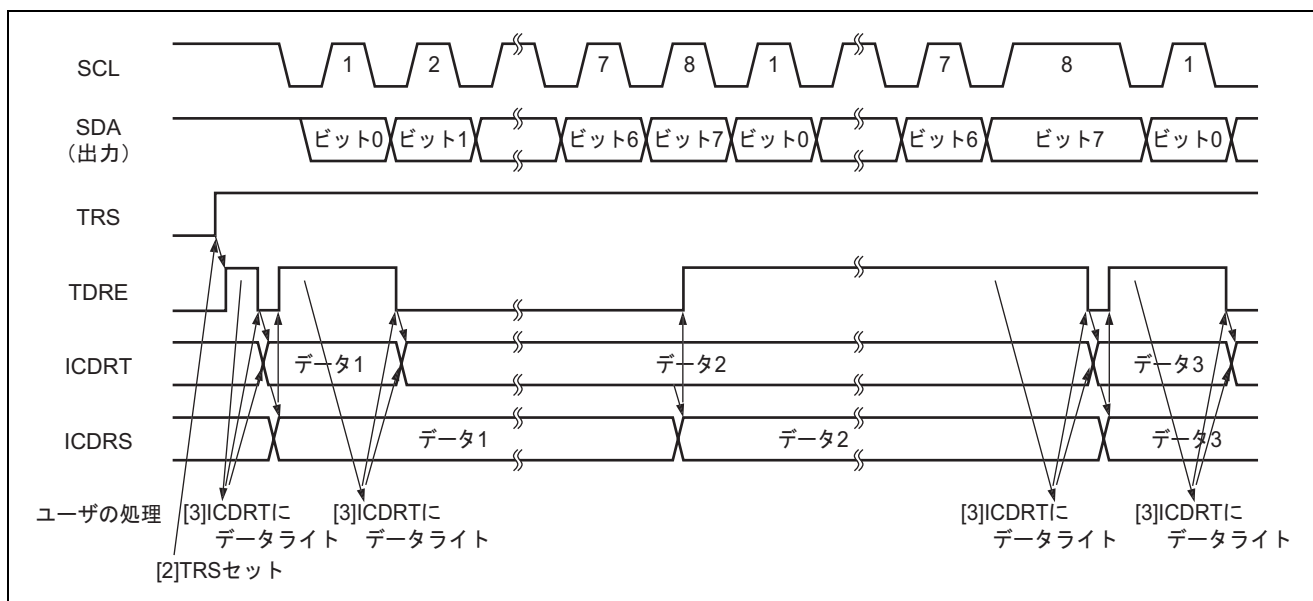 SCL
1
2
7
8
1
7
8
1
SDA
（出力）
ビット0
ビット1
ビット6
ビット7
ビット0
ビット6
ビット7
ビット0
TRS
TDRE
ICDRT
データ1
データ2
データ3
ICDRS
データ1
データ2
データ3
ユーザの処理
[3]ICDRTに
データライト
[3]ICDRTに
データライト
[3]ICDRTに
データライト
[3]ICDRTに
データライト
[2]TRSセット